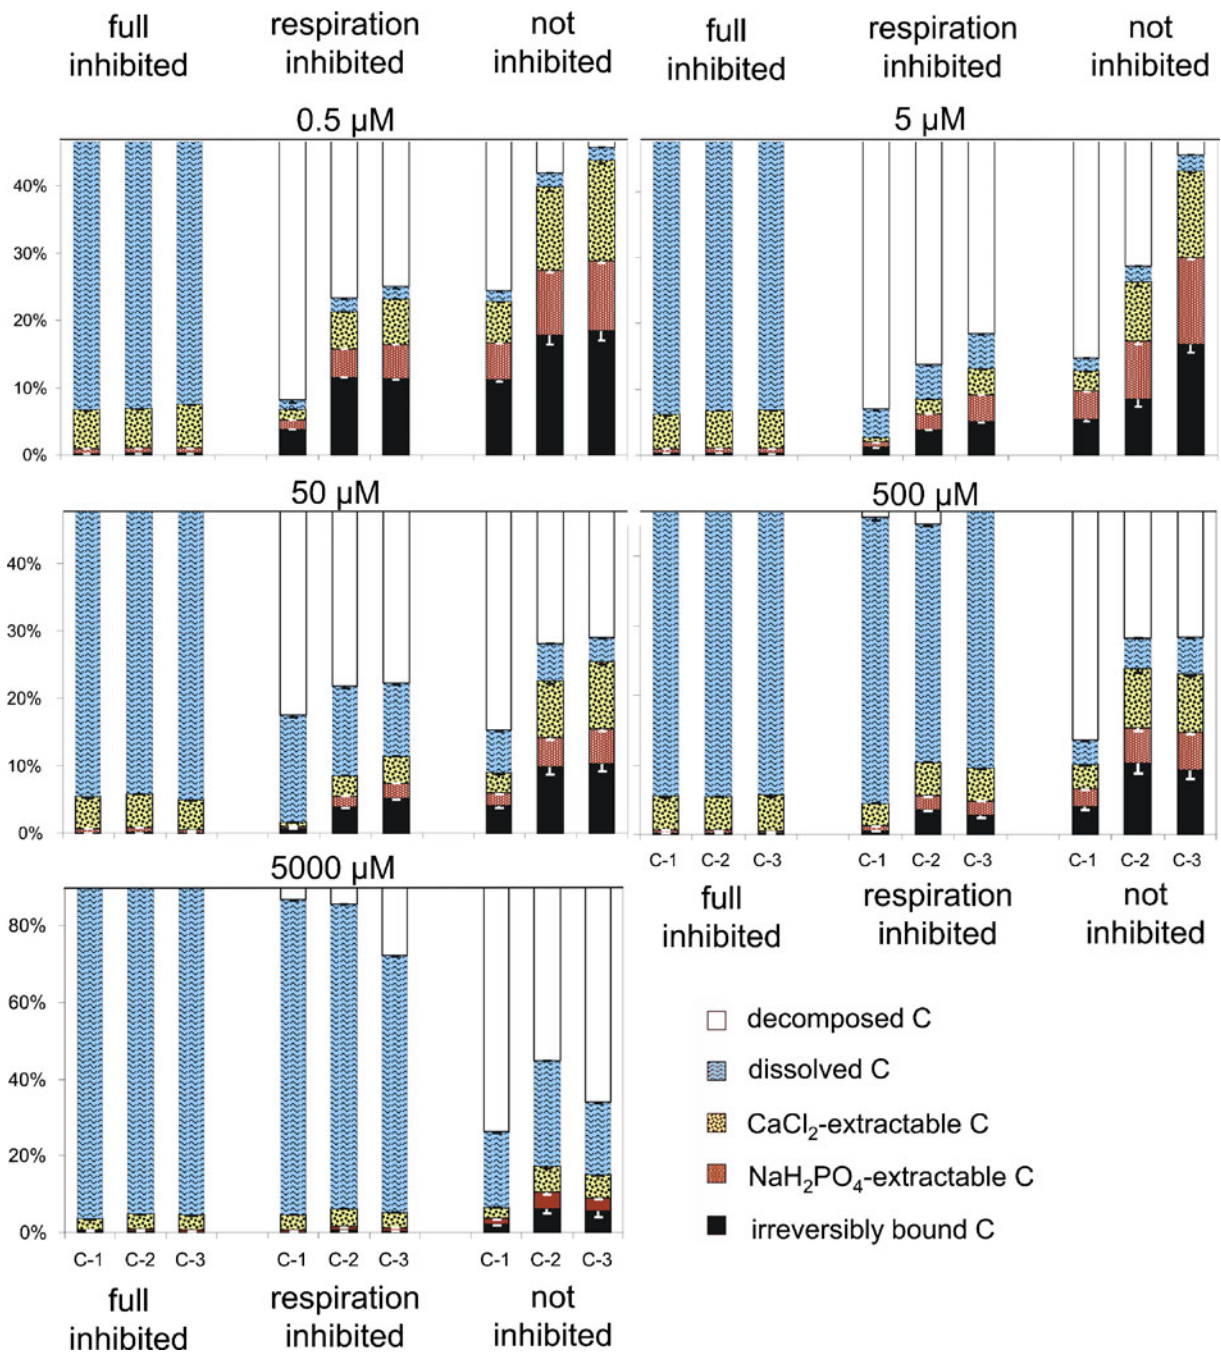 full
inhibited
respiration
inhibited
not
inhibited
full
inhibited
respiration
inhibited
not
inhibited
0.5 µM
5 µM
40%
30%
20%
10%
0%
50 µM
500 µM
40%
30%
20%
10%
0%
C-1 C-2 C-3 C-1 C-2 C-3 C-1 C-2 C-3
full
inhibited
respiration
inhibited
not
inhibited
5000 µM
80%
60%
40%
20%
0%
C-1 C-2 C-3 C-1 C-2 C-3 C-1 C-2 C-3
full
inhibited
respiration
inhibited
not
inhibited
decomposed C
dissolved C
CaCl₂-extractable C
NaH₂PO₄-extractable C
irreversibly bound C